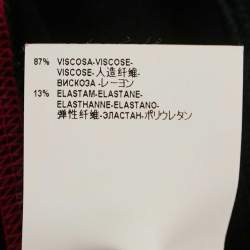 87% VISCOSA-VISCOSE-
VISCOSE-人造纤维-
ВИСКОЗА-レーヨン
13% ELASTAM-ELASTANE-
ELASTHANNE-ELASTANO-
弹性纤维-ЭЛАСТАН-ポリウレタン